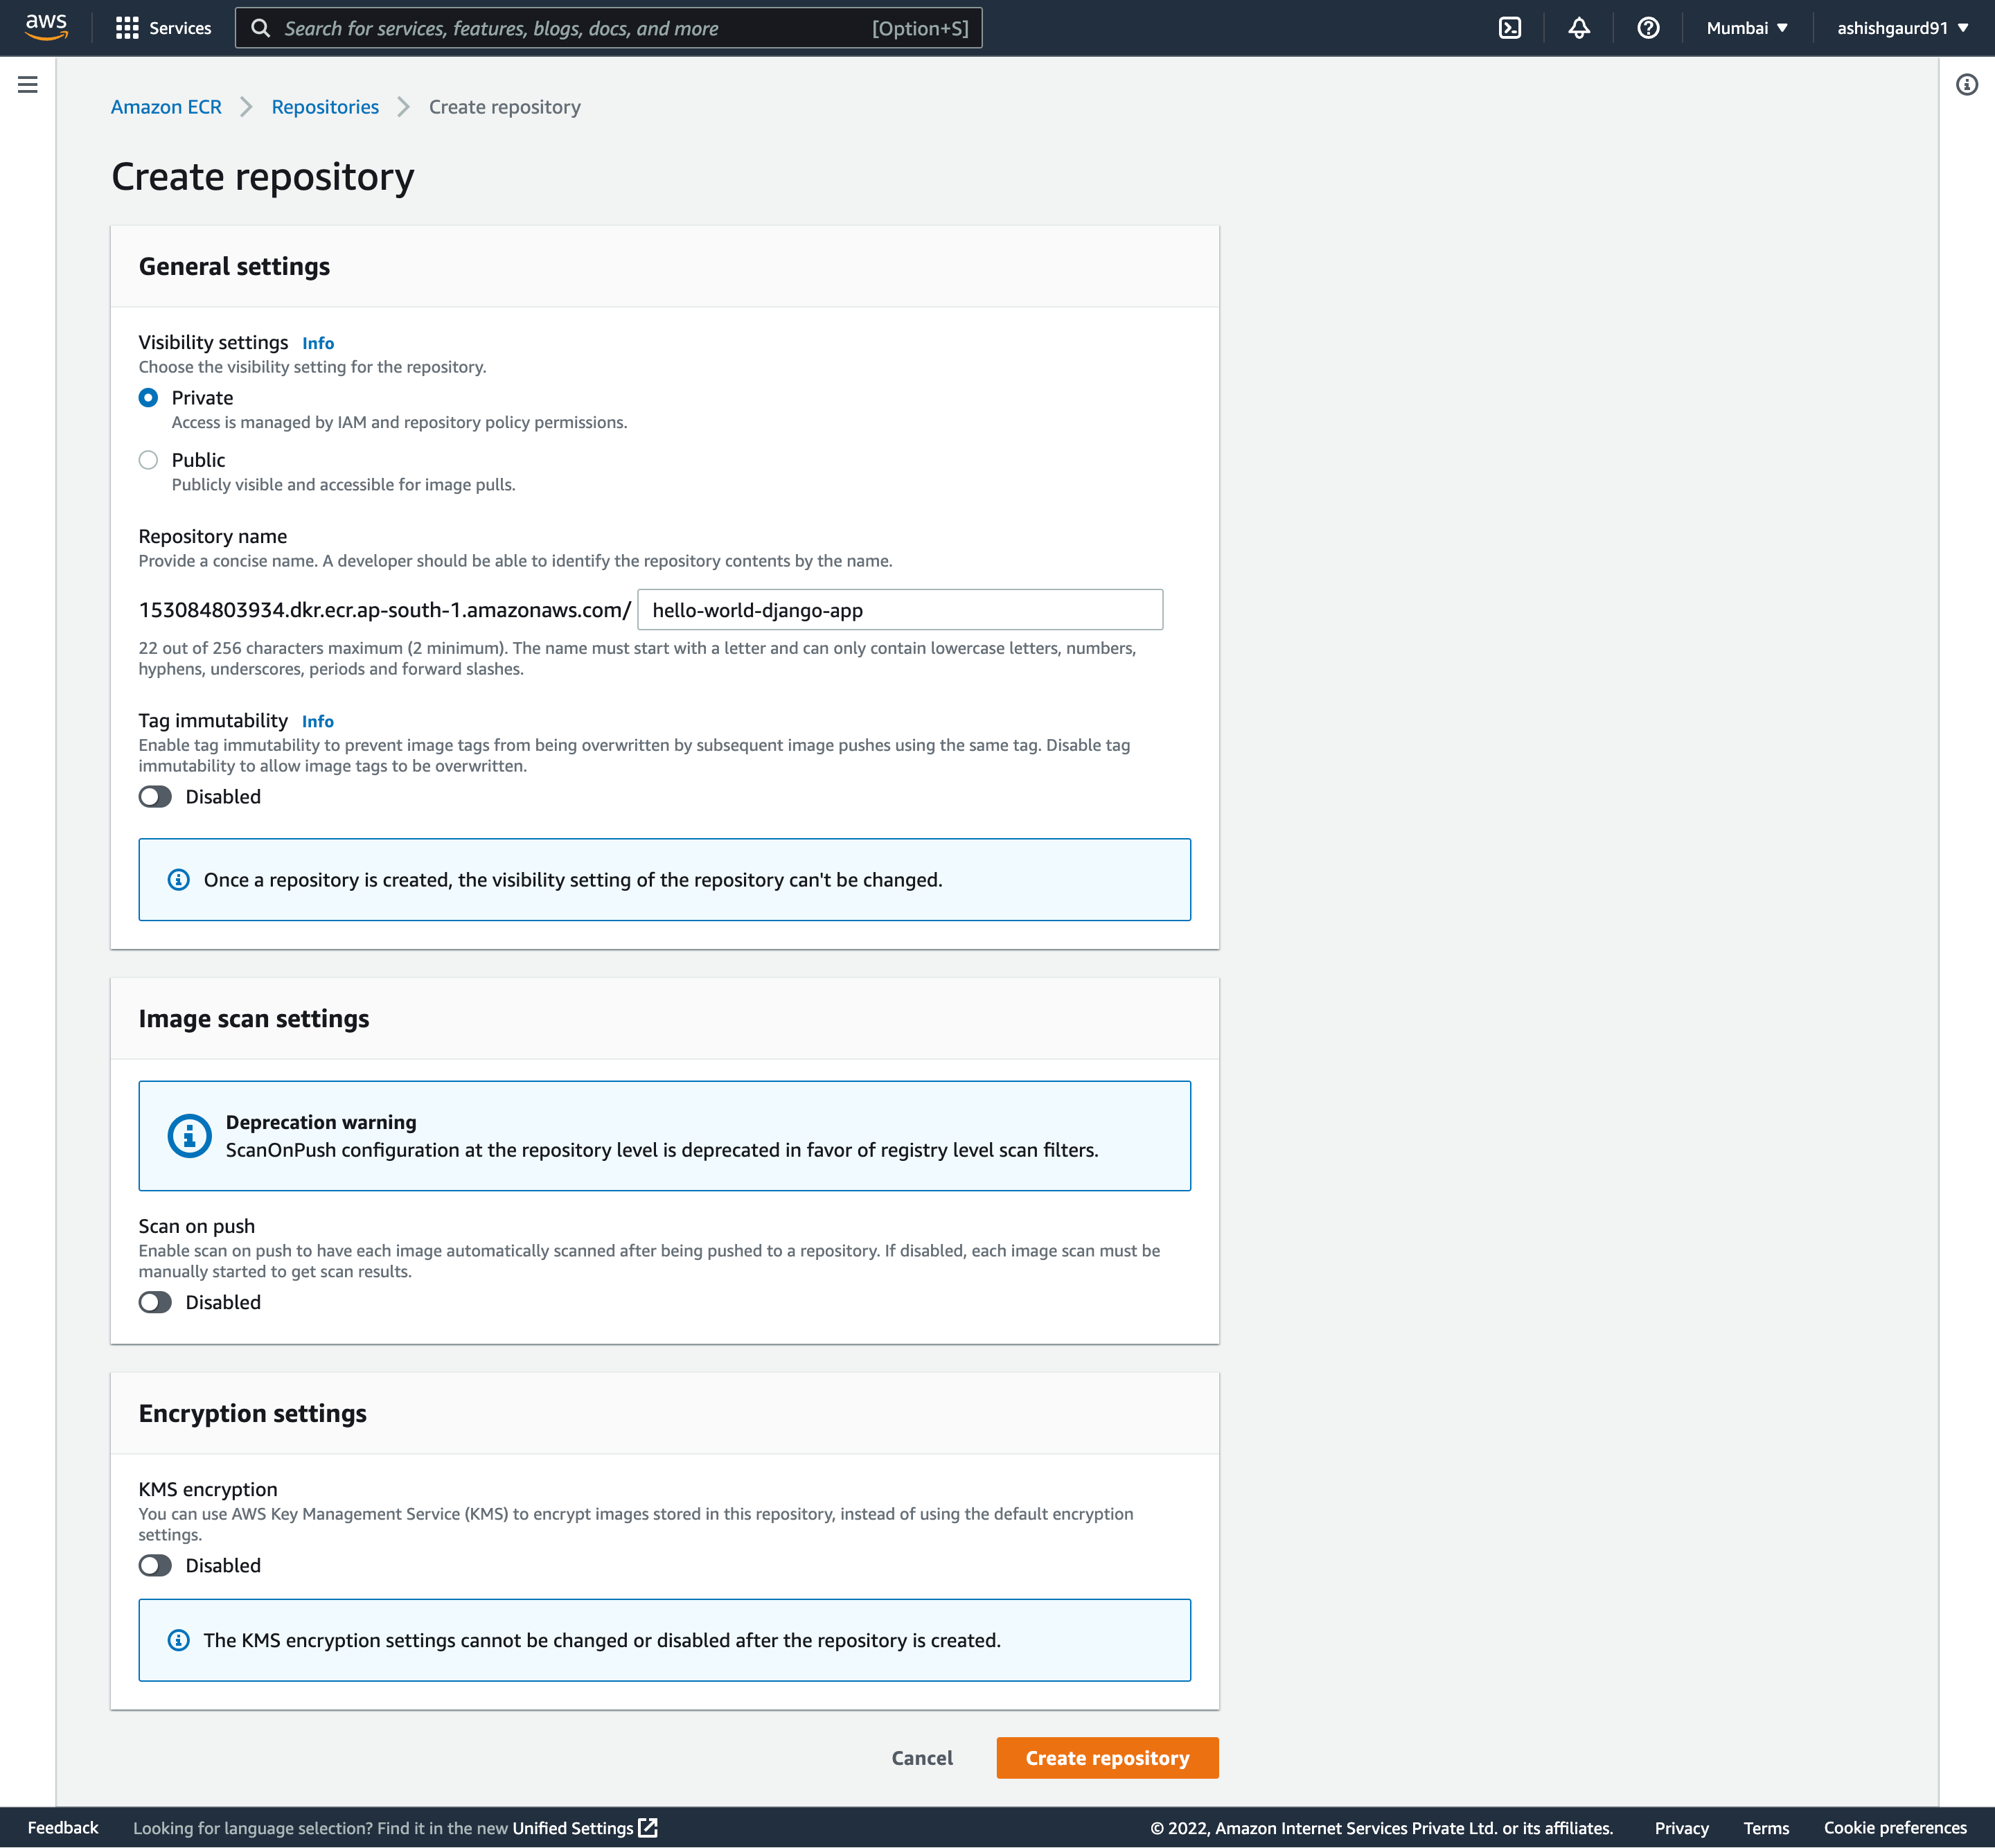 aws
Services
Search for services, features, blogs, docs, and more
[Option+S]
Mumbai ▼
ashishgaurd91 ▼
Amazon ECR
Repositories
Create repository
Create repository
General settings
Visibility settings Info
Choose the visibility setting for the repository.
Private
Access is managed by IAM and repository policy permissions.
Public
Publicly visible and accessible for image pulls.
Repository name
Provide a concise name. A developer should be able to identify the repository contents by the name.
153084803934.dkr.ecr.ap-south-1.amazonaws.com/ hello-world-django-app
22 out of 256 characters maximum (2 minimum). The name must start with a letter and can only contain lowercase letters, numbers,
hyphens, underscores, periods and forward slashes.
Tag immutability Info
Enable tag immutability to prevent image tags from being overwritten by subsequent image pushes using the same tag. Disable tag
immutability to allow image tags to be overwritten.
Disabled
Once a repository is created, the visibility setting of the repository can't be changed.
Image scan settings
Deprecation warning
ScanOnPush configuration at the repository level is deprecated in favor of registry level scan filters.
Scan on push
Enable scan on push to have each image automatically scanned after being pushed to a repository. If disabled, each image scan must be
manually started to get scan results.
Disabled
Encryption settings
KMS encryption
You can use AWS Key Management Service (KMS) to encrypt images stored in this repository, instead of using the default encryption
settings.
Disabled
The KMS encryption settings cannot be changed or disabled after the repository is created.
Cancel
Create repository
Feedback
Looking for language selection? Find it in the new Unified Settings
© 2022, Amazon Internet Services Private Ltd. or its affiliates.
Privacy
Terms
Cookie preferences